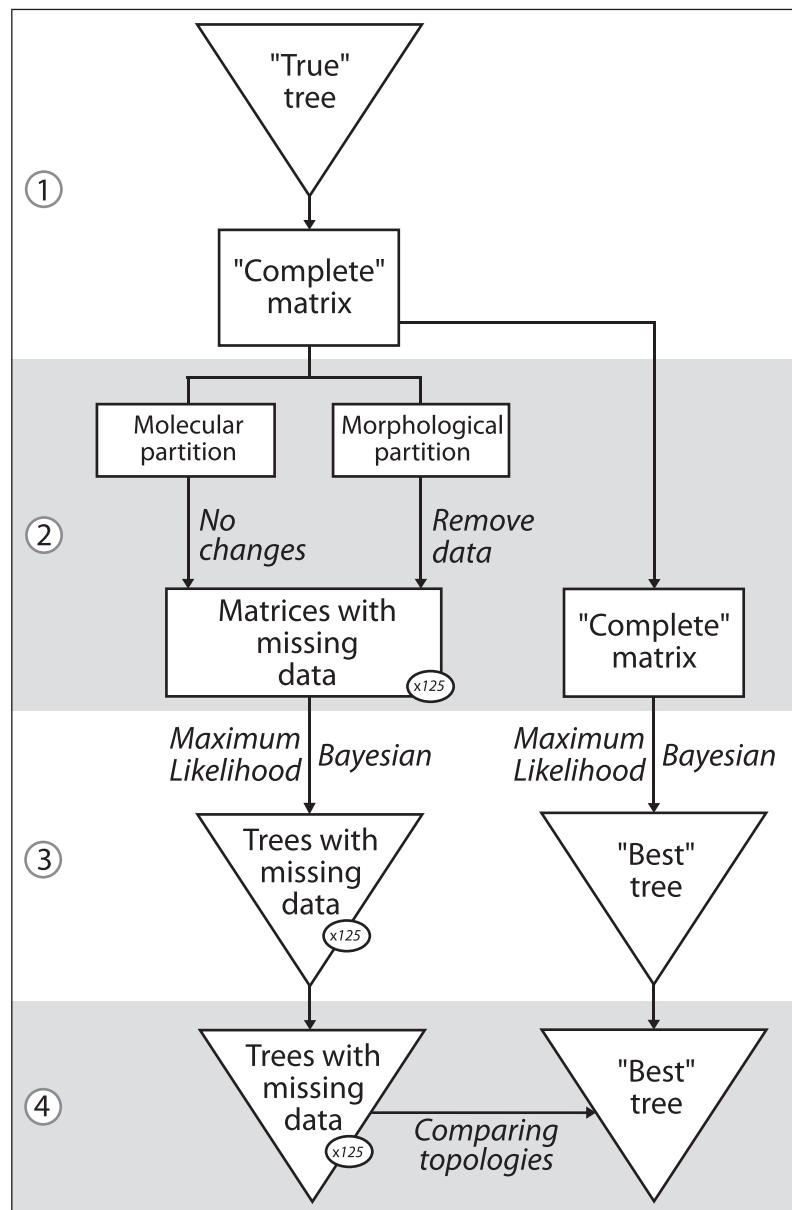 "True"
tree
1
"Complete"
matrix
Molecular
partition
Morphological
partition
2
No
changes
Remove
data
Matrices with
missing
data
x125
"Complete"
matrix
Maximum
Likelihood
Bayesian
Maximum
Likelihood
Bayesian
3
Trees with
missing
data
x125
"Best"
tree
4
Trees with
missing
data
x125
Comparing
topologies
"Best"
tree